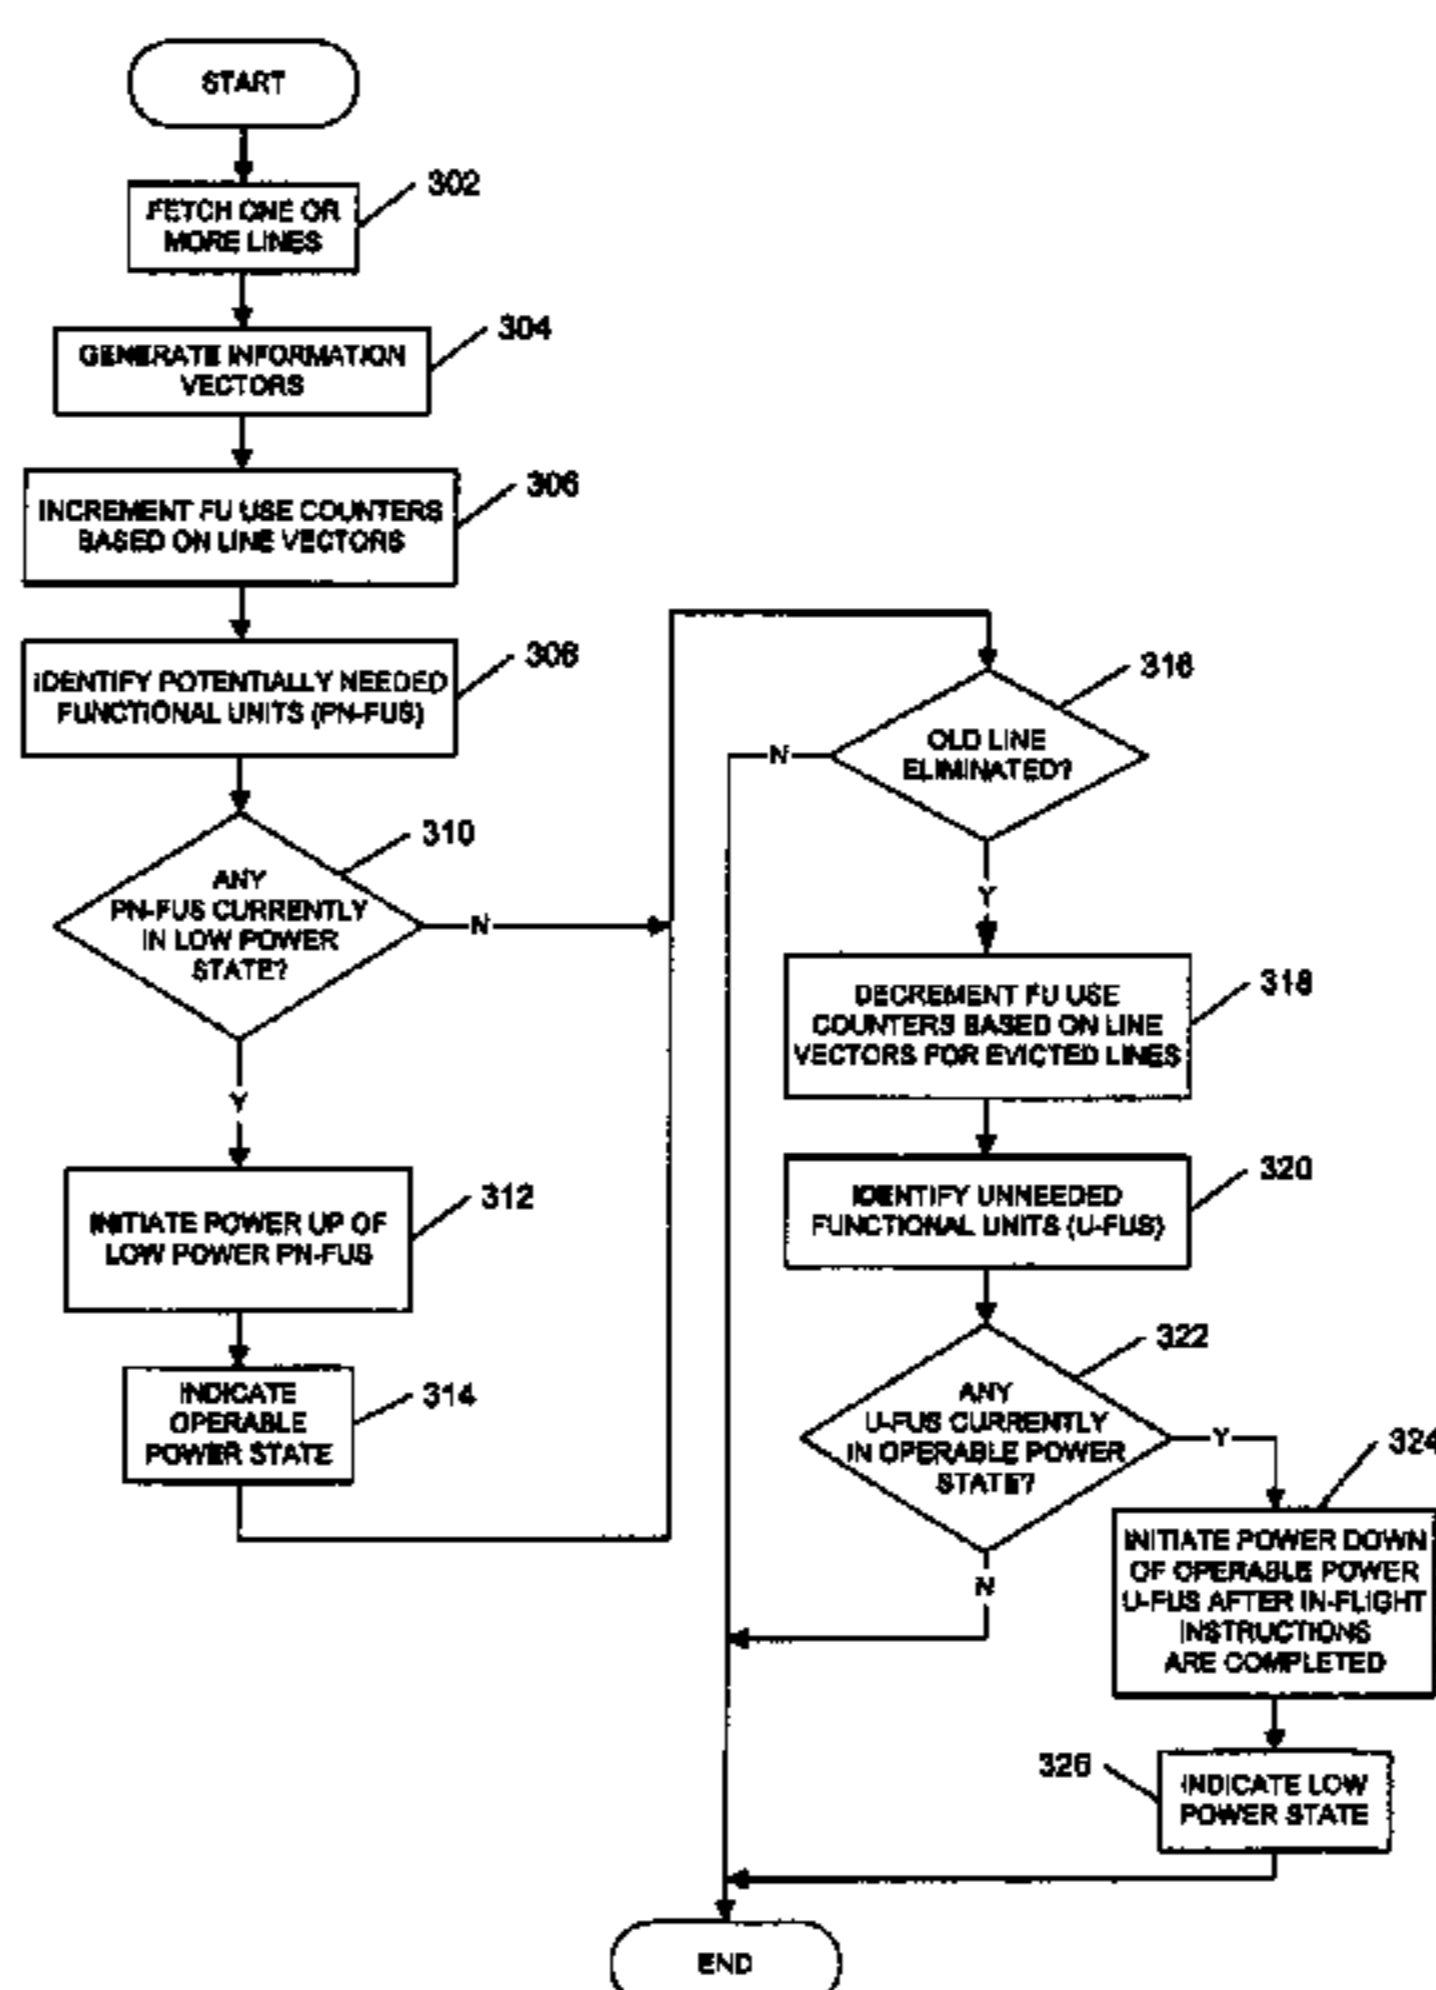 START
302
FETCH ONE OR
MORE LINES
304
GENERATE INFORMATION
VECTORS
306
INCREMENT FU USE COUNTERS
BASED ON LINE VECTORS
308
IDENTIFY POTENTIALLY NEEDED
FUNCTIONAL UNITS (PN-FUS)
310
ANY
PN-FUS CURRENTLY
IN LOW POWER
STATE?
N
Y
312
INITIATE POWER UP OF
LOW POWER PN-FUS
314
INDICATE
OPERABLE
POWER STATE
316
OLD LINE
ELIMINATED?
N
Y
318
DECREMENT FU USE
COUNTERS BASED ON LINE
VECTORS FOR EVICTED LINES
320
IDENTIFY UNNEEDED
FUNCTIONAL UNITS (U-FUS)
322
ANY
U-FUS CURRENTLY
IN OPERABLE POWER
STATE?
Y
N
324
INITIATE POWER DOWN
OF OPERABLE POWER
U-FUS AFTER IN-FLIGHT
INSTRUCTIONS
ARE COMPLETED
326
INDICATE LOW
POWER STATE
END